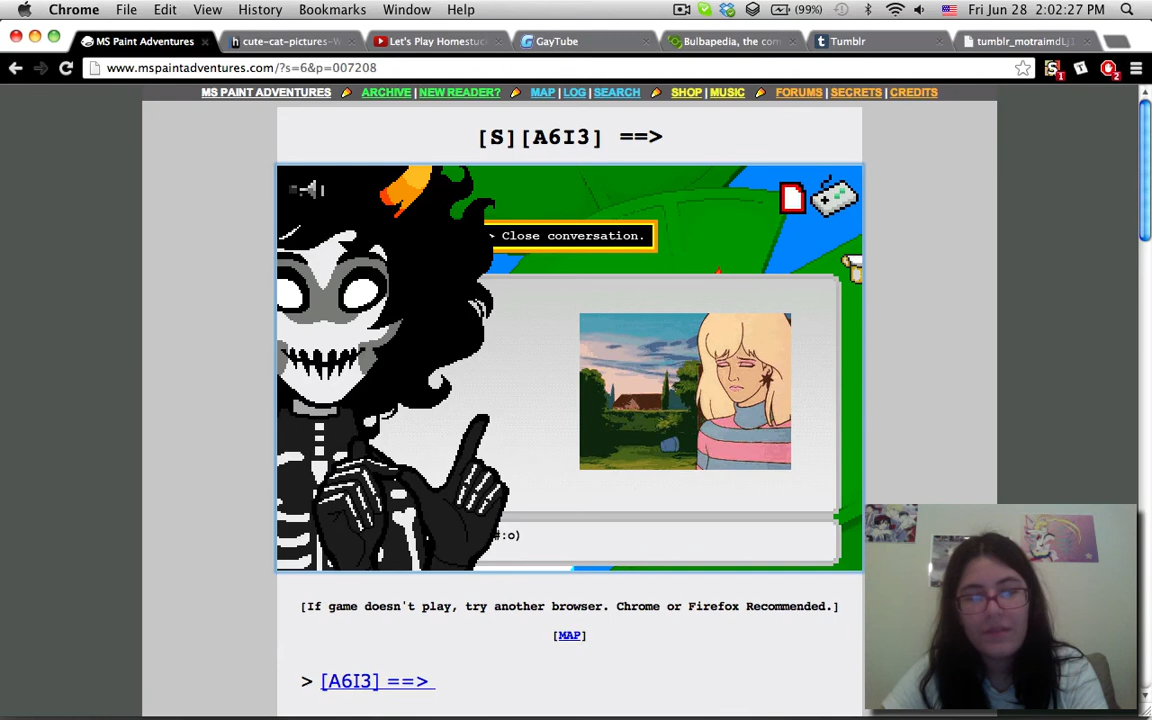 Chrome File Edit View History Bookmarks Window Help (99%) Fri Jun 28 2:02:27 PM
MS Paint Adventures cute-cat-pictures-W Let's Play Homestuc GayTube Bulbapedia, the com Tumblr tumblr_motraimdLJ1
www.mspaintadventures.com/?s=6&p=007208
MS PAINT ADVENTURES ARCHIVE | NEW READER? MAP | LOG | SEARCH SHOP | MUSIC FORUMS | SECRETS | CREDITS
[S][A6I3] ==>
> Close conversation.
#:o)
[If game doesn't play, try another browser. Chrome or Firefox Recommended.]
[MAP]
> [A6I3] ==>